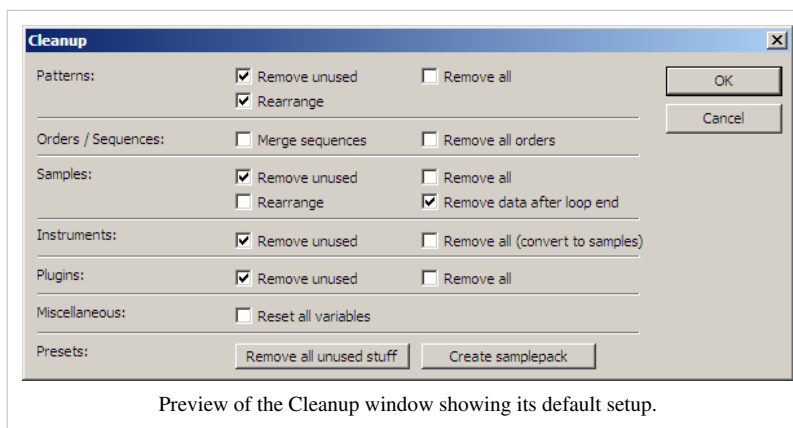 Cleanup
Patterns: Remove unused Remove all OK
Rearrange
Cancel
Orders / Sequences: Merge sequences Remove all orders
Samples: Remove unused Remove all
Rearrange Remove data after loop end
Instruments: Remove unused Remove all (convert to samples)
Plugins: Remove unused Remove all
Miscellaneous: Reset all variables
Presets: Remove all unused stuff Create samplepack
Preview of the Cleanup window showing its default setup.